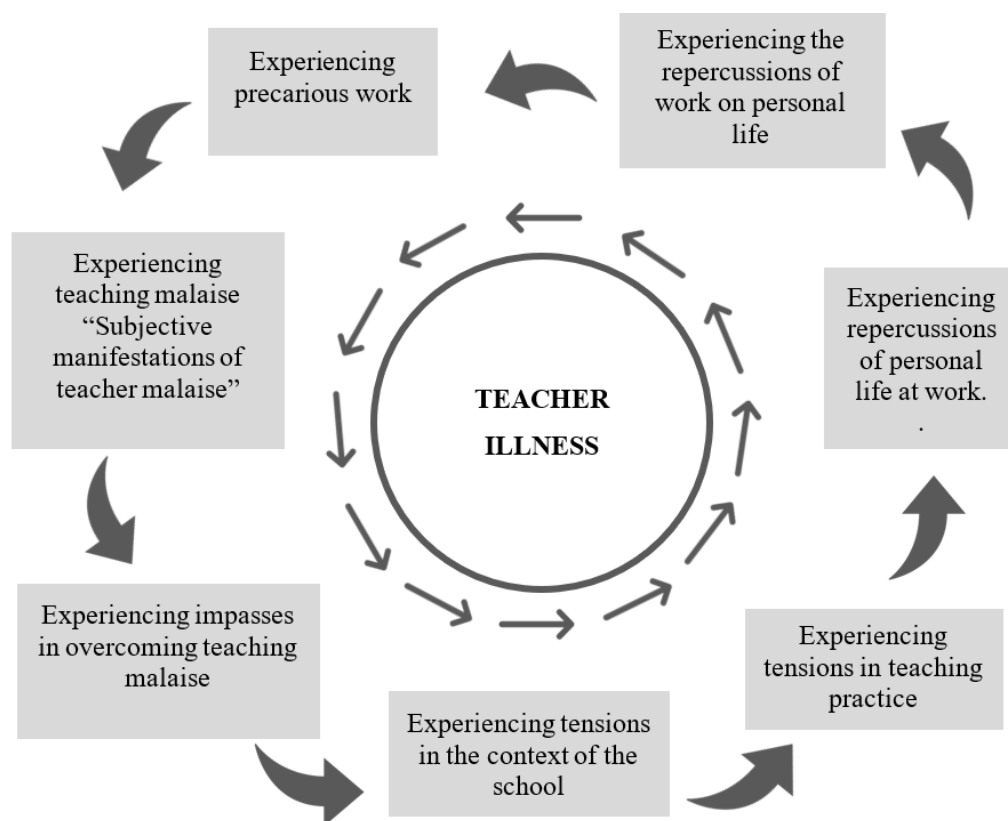 Experiencing
precarious work
Experiencing the
repercussions of
work on personal
life
Experiencing
teaching malaise
“Subjective
manifestations of
teacher malaise”
Experiencing
repercussions
of personal
life at work.
.
TEACHER
ILLNESS
Experiencing impasses
in overcoming teaching
malaise
Experiencing tensions
in the context of the
school
Experiencing
tensions in teaching
practice